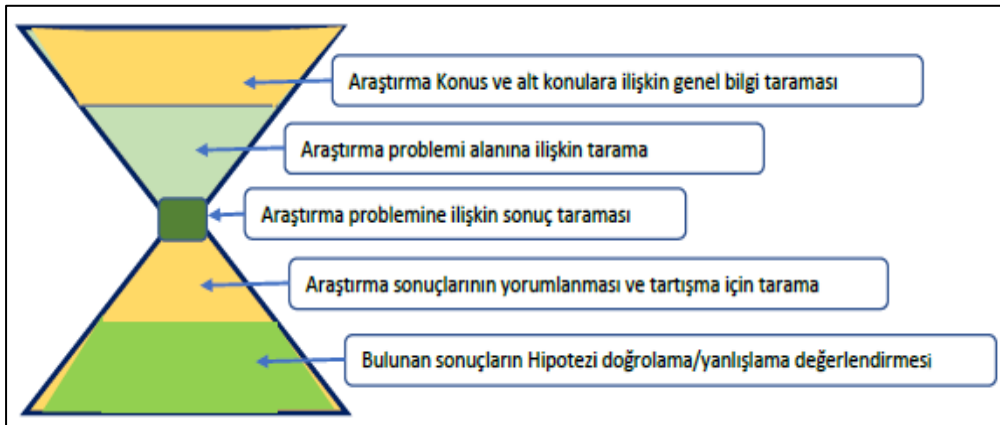 Araştırma Konus ve alt konulara ilişkin genel bilgi taraması
Araştırma problemi alanına ilişkin tarama
Araştırma problemine ilişkin sonuç taraması
Araştırma sonuçlarının yorumlanması ve tartışma için tarama
Bulunan sonuçların Hipotezi doğrolama/yanlışlama değerlendirmesi